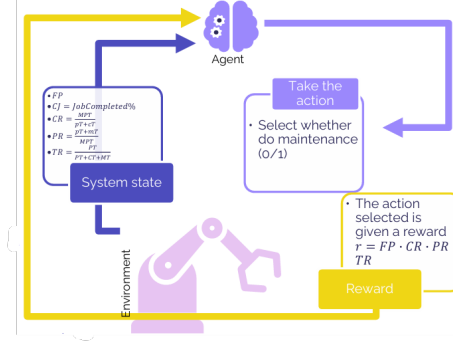 Agent
• FP
• CJ = JobCompleted%
• CR = MPT / pT+cT
• PR = pT+mT / MPT
• TR = PT / PT+CT+MT
System state
Take the
action
• Select whether
do maintenance
(0/1)
• The action
selected is
given a reward
r = FP · CR · PR
TR
Reward
Environment